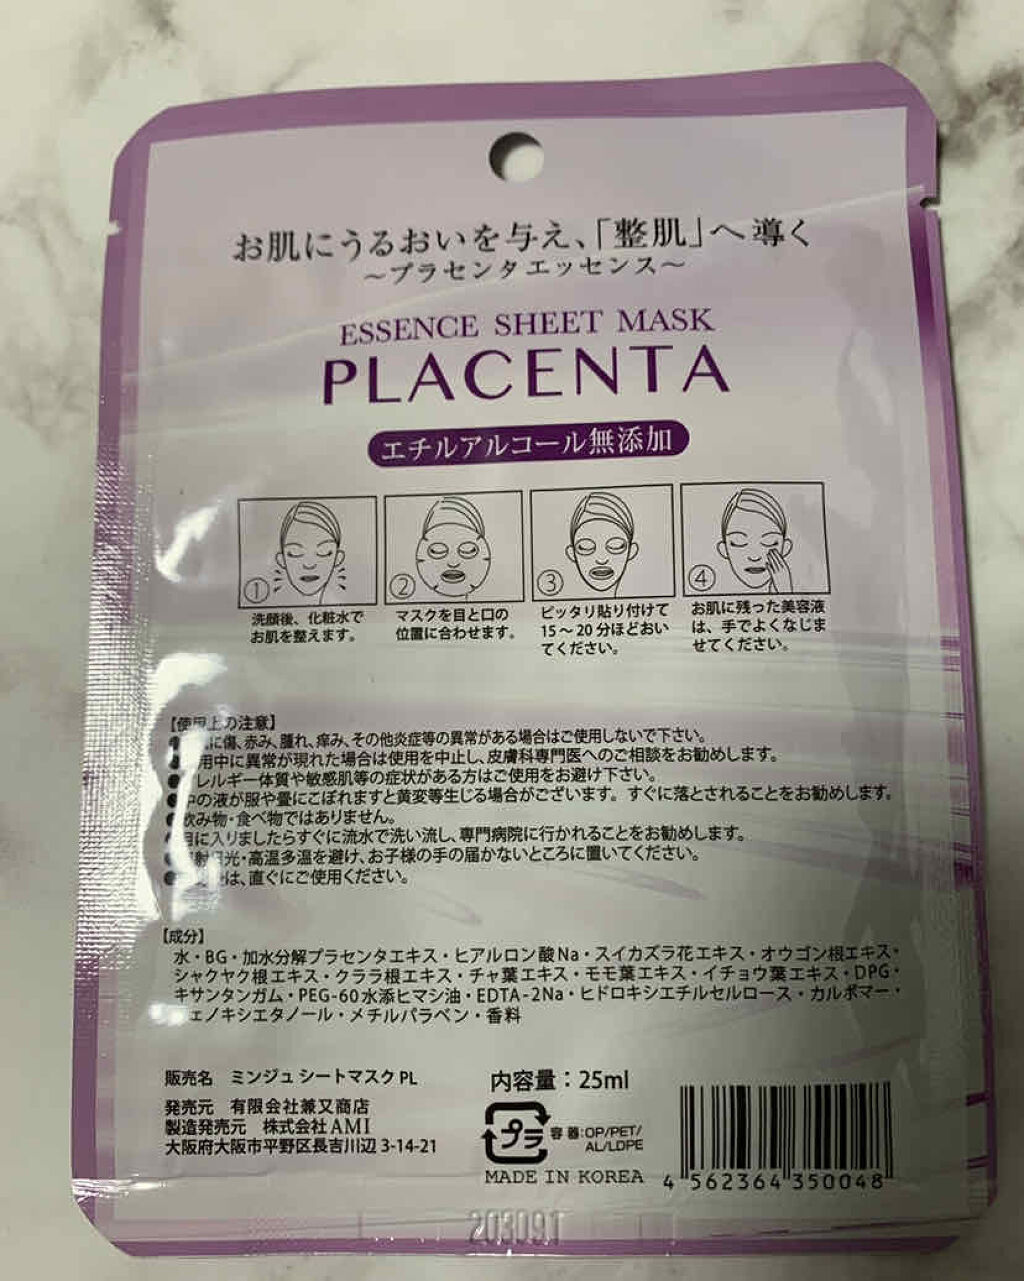 お肌にうるおいを与え、「整肌」へ導く
～プラセンタエッセンス～
ESSENCE SHEET MASK
PLACENTA
エチルアルコール無添加
① 洗顔後、化粧水で
お肌を整えます。
② マスクを目と口の
位置に合わせます。
③ ピッタリ貼り付けて
15～20分ほどおい
てください。
④ お肌に残った美容液
は、手でよくなじま
せてください。
【使用上の注意】
に傷、赤み、腫れ、痒み、その他炎症等の異常がある場合はご使用しないで下さい。
用中に異常が現れた場合は使用を中止し、皮膚科専門医へのご相談をお勧めします。
レルギー体質や敏感肌等の症状がある方はご使用をお避け下さい。
●中の液が服や畳にこぼれますと黄変等生じる場合がございます。すぐに落とされることをお勧めします。
●飲み物・食べ物ではありません。
目に入りましたらすぐに流水で洗い流し、専門病院に行かれることをお勧めします。
射日光・高温多湿を避け、お子様の手の届かないところに置いてください。
は、直ぐにご使用ください。
【成分】
水・BG・加水分解プラセンタエキス・ヒアルロン酸Na・スイカズラ花エキス・オウゴン根エキス・
シャクヤク根エキス・クララ根エキス・チャ葉エキス・モモ葉エキス・イチョウ葉エキス・DPG・
キサンタンガム・PEG-60水添ヒマシ油・EDTA-2Na・ヒドロキシエチルセルロース・カルボマー・
ェノキシエタノール・メチルパラベン・香料
販売名 ミンジュ シートマスク PL
発売元 有限会社兼又商店
製造発売元 株式会社AMI
大阪府大阪市平野区長吉川辺 3-14-21
内容量：25ml
プラ
容器:OP/PET/
AL/LDPE
MADE IN KOREA
4 562364 350048
203091